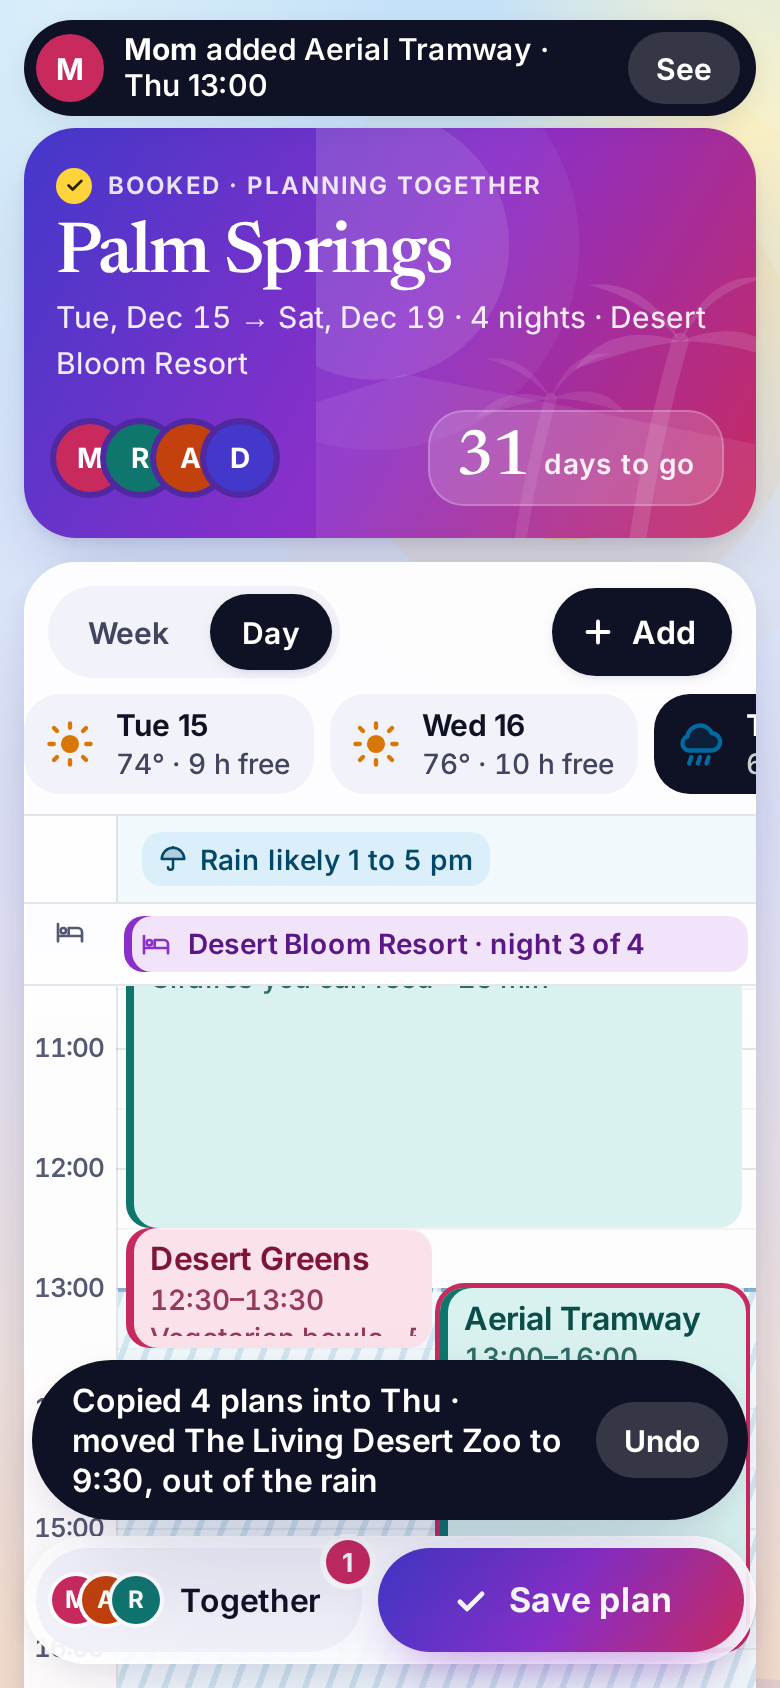 M
Mom added Aerial Tramway ·
Thu 13:00
See
BOOKED · PLANNING TOGETHER
Palm Springs
Tue, Dec 15 → Sat, Dec 19 · 4 nights · Desert
Bloom Resort
M R A D
31 days to go
Week
Day
+ Add
Tue 15
74° · 9 h free
Wed 16
76° · 10 h free
Rain likely 1 to 5 pm
Desert Bloom Resort · night 3 of 4
11:00
12:00
Desert Greens
12:30–13:30
13:00
Aerial Tramway
13:00–16:00
Copied 4 plans into Thu ·
moved The Living Desert Zoo to
9:30, out of the rain
Undo
15:00
M A R
Together
1
Save plan